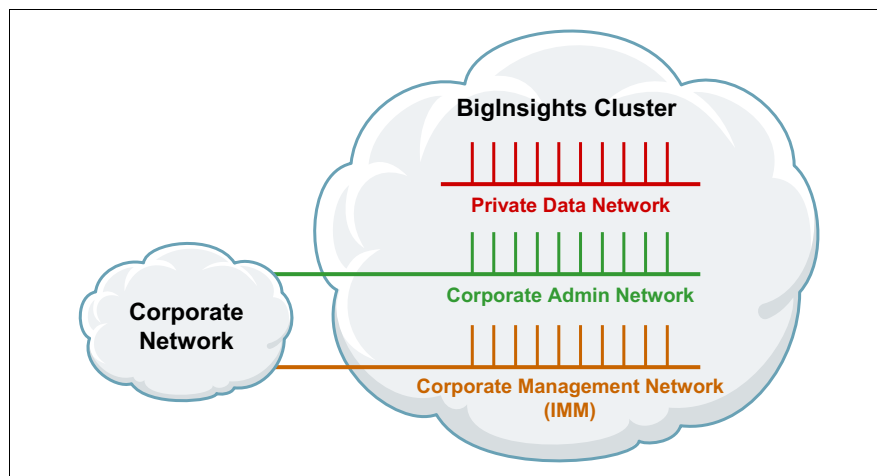 BigInsights Cluster
Private Data Network
Corporate Admin Network
Corporate
Network
Corporate Management Network
(IMM)